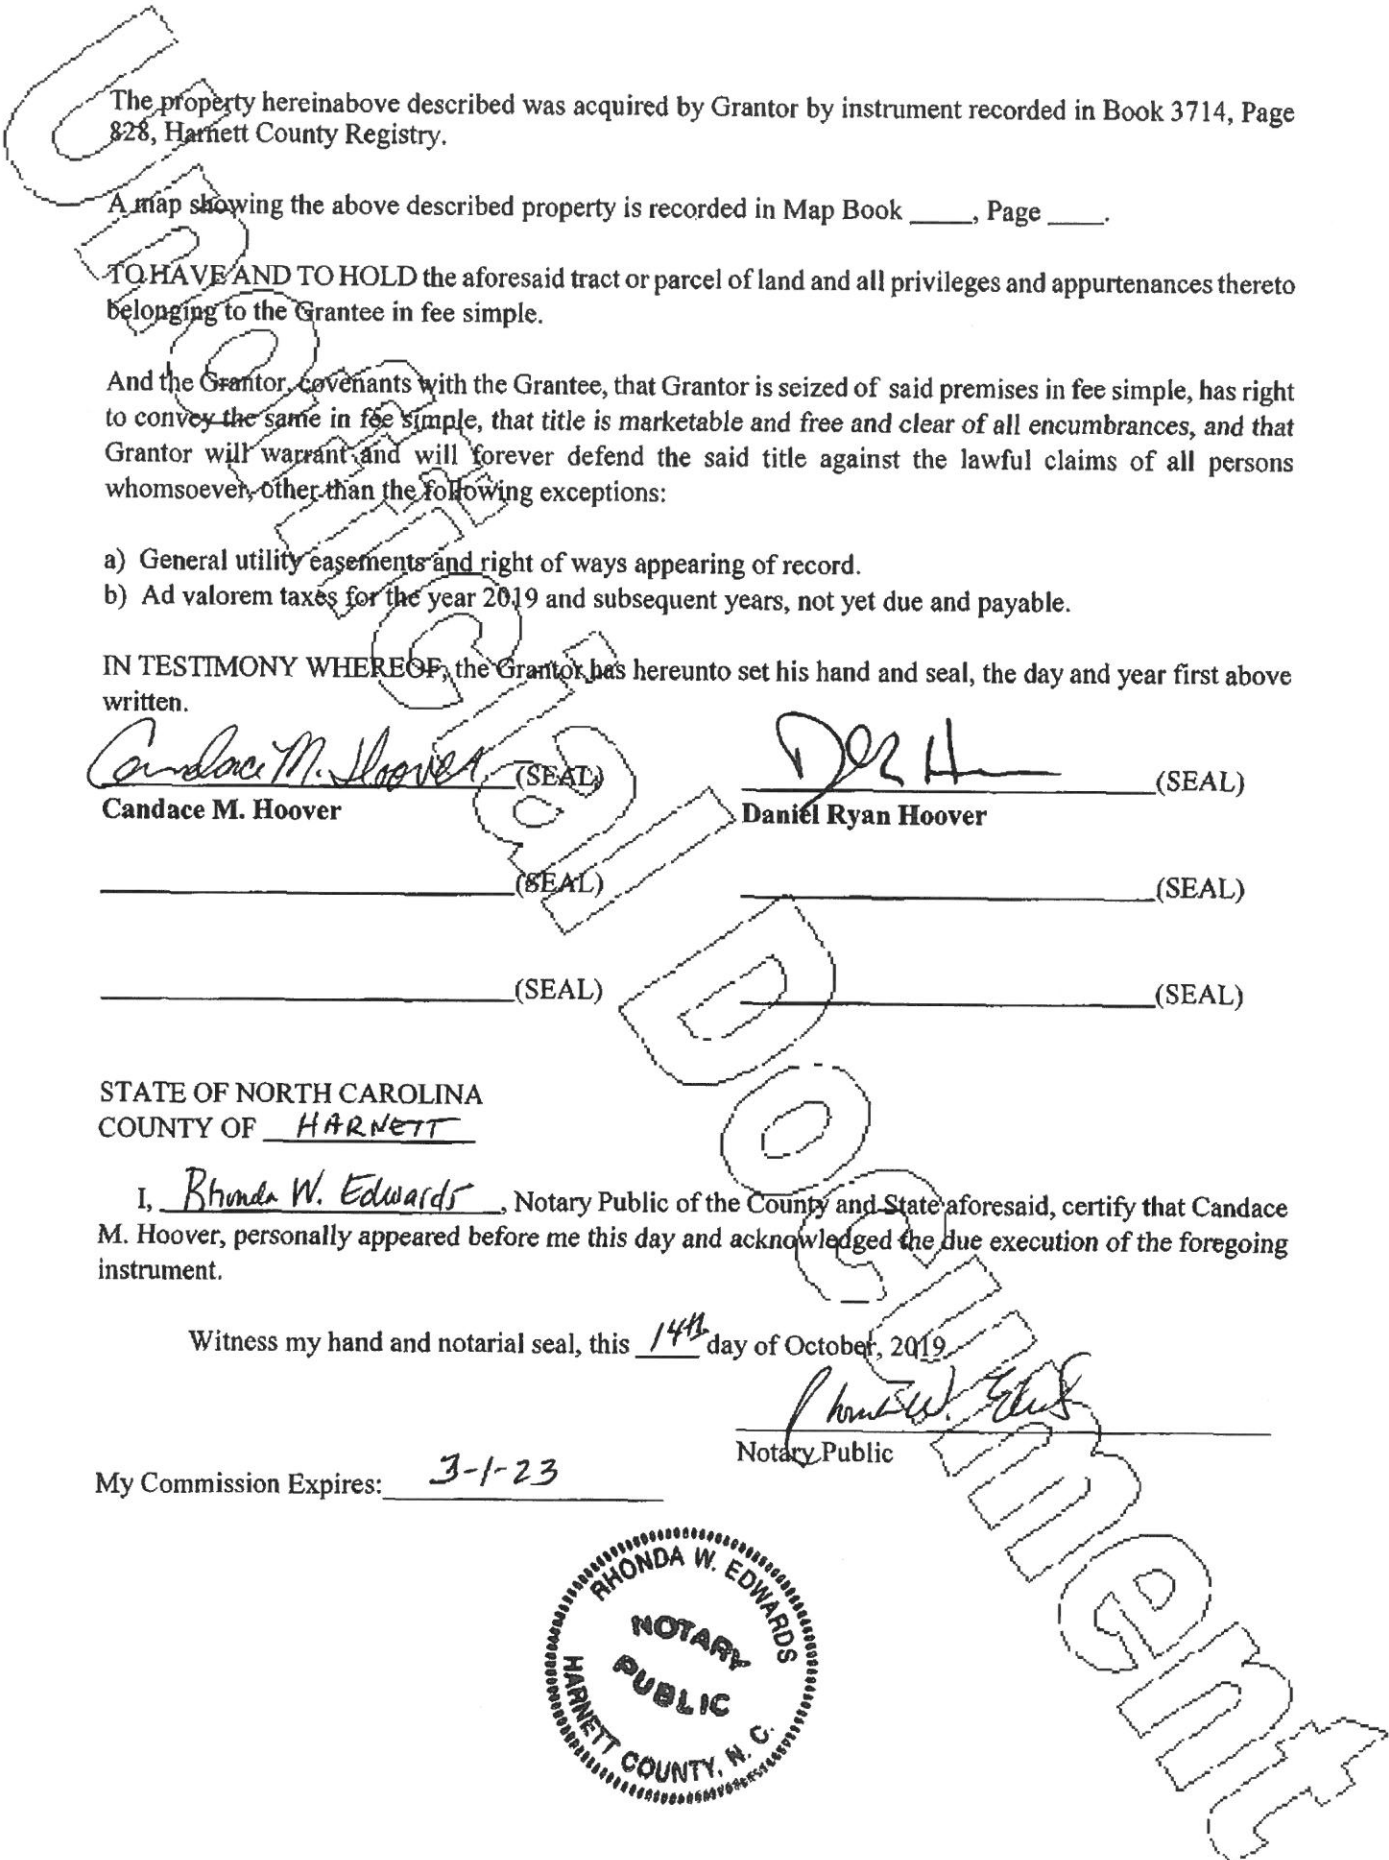 The property hereinabove described was acquired by Grantor by instrument recorded in Book 3714, Page
828, Harnett County Registry.
A map showing the above described property is recorded in Map Book ____, Page ____.
TO HAVE AND TO HOLD the aforesaid tract or parcel of land and all privileges and appurtenances thereto
belonging to the Grantee in fee simple.
And the Grantor, covenants with the Grantee, that Grantor is seized of said premises in fee simple, has right
to convey the same in fee simple, that title is marketable and free and clear of all encumbrances, and that
Grantor will warrant and will forever defend the said title against the lawful claims of all persons
whomsoever, other than the following exceptions:
a) General utility easements and right of ways appearing of record.
b) Ad valorem taxes for the year 2019 and subsequent years, not yet due and payable.
IN TESTIMONY WHEREOF, the Grantor has hereunto set his hand and seal, the day and year first above
written.
Candace M. Hoover (SEAL) (SEAL)
Candace M. Hoover Daniel Ryan Hoover
(SEAL) (SEAL)
(SEAL) (SEAL)
STATE OF NORTH CAROLINA
COUNTY OF HARNETT
I, Rhonda W. Edwards, Notary Public of the County and State aforesaid, certify that Candace
M. Hoover, personally appeared before me this day and acknowledged the due execution of the foregoing
instrument.
Witness my hand and notarial seal, this 14th day of October, 2019
Notary Public
My Commission Expires: 3-1-23
RHONDA W. EDWARDS
NOTARY
PUBLIC
HARNETT COUNTY, N. C.
Unofficial Document